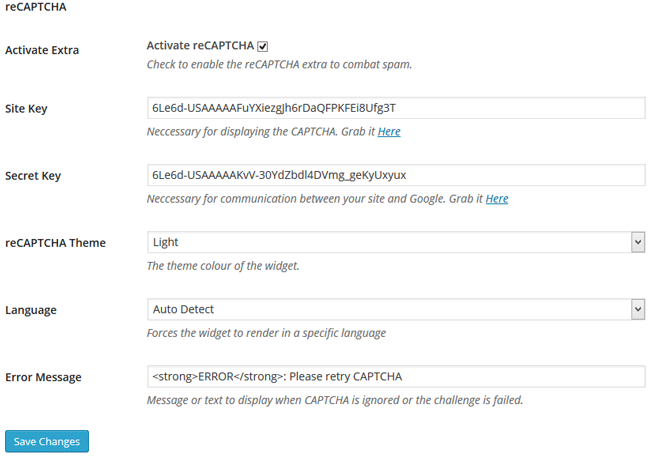 reCAPTCHA
Activate Extra
Activate reCAPTCHA
Check to enable the reCAPTCHA extra to combat spam.
Site Key
6Le6d-USAAAAAFuYXiezgJh6rDaQFPKFEi8Ufg3T
Neccessary for displaying the CAPTCHA. Grab it Here
Secret Key
6Le6d-USAAAAAKvV-30YdZbdl4DVmg_geKyUxyux
Neccessary for communication between your site and Google. Grab it Here
reCAPTCHA Theme
Light
The theme colour of the widget.
Language
Auto Detect
Forces the widget to render in a specific language
Error Message
<strong>ERROR</strong>: Please retry CAPTCHA
Message or text to display when CAPTCHA is ignored or the challenge is failed.
Save Changes